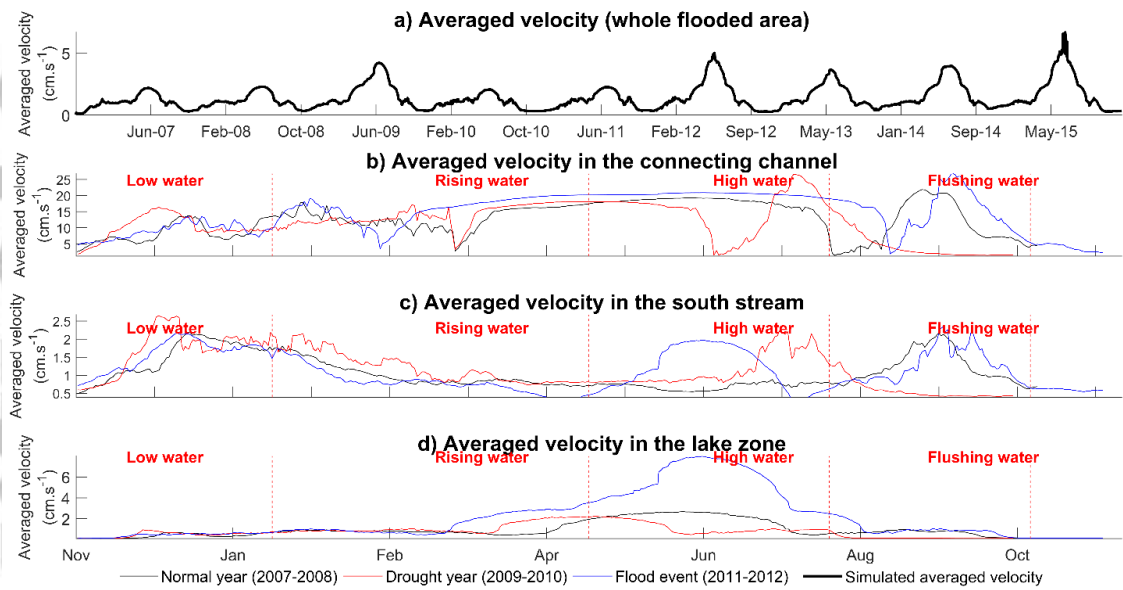 a) Averaged velocity (whole flooded area)
Averaged velocity
(cm.s⁻¹)
5
0
Jun-07 Feb-08 Oct-08 Jun-09 Feb-10 Oct-10 Jun-11 Feb-12 Sep-12 May-13 Jan-14 Sep-14 May-15
b) Averaged velocity in the connecting channel
Low water Rising water High water Flushing water
Averaged velocity
(cm.s⁻¹)
25
20
15
10
5
c) Averaged velocity in the south stream
Low water Rising water High water Flushing water
Averaged velocity
(cm.s⁻¹)
2.5
2
1.5
1
0.5
d) Averaged velocity in the lake zone
Low water Rising water High water Flushing water
Averaged velocity
(cm.s⁻¹)
6
4
2
Nov Jan Feb Apr Jun Aug Oct
Normal year (2007-2008) Drought year (2009-2010) Flood event (2011-2012) Simulated averaged velocity